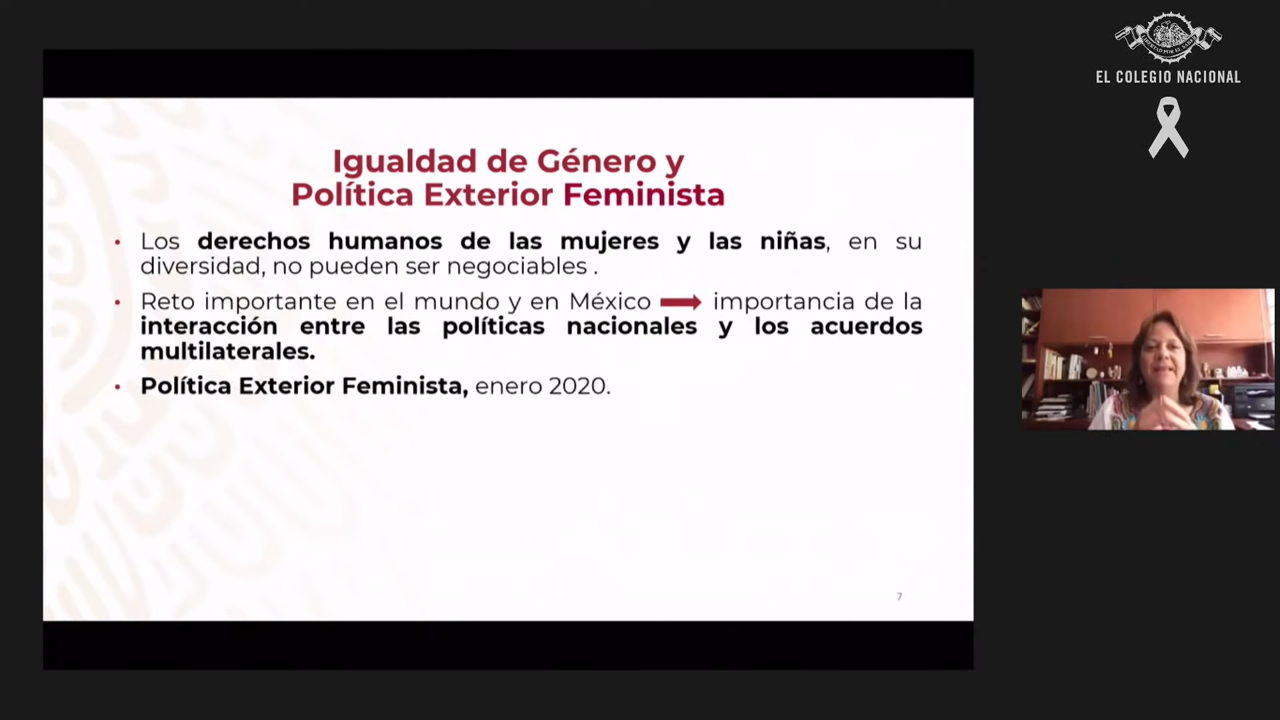 EL COLEGIO NACIONAL
Igualdad de Género y
Política Exterior Feminista
• Los derechos humanos de las mujeres y las niñas, en su
diversidad, no pueden ser negociables .
• Reto importante en el mundo y en México ➡ importancia de la
interacción entre las políticas nacionales y los acuerdos
multilaterales.
• Política Exterior Feminista, enero 2020.
7